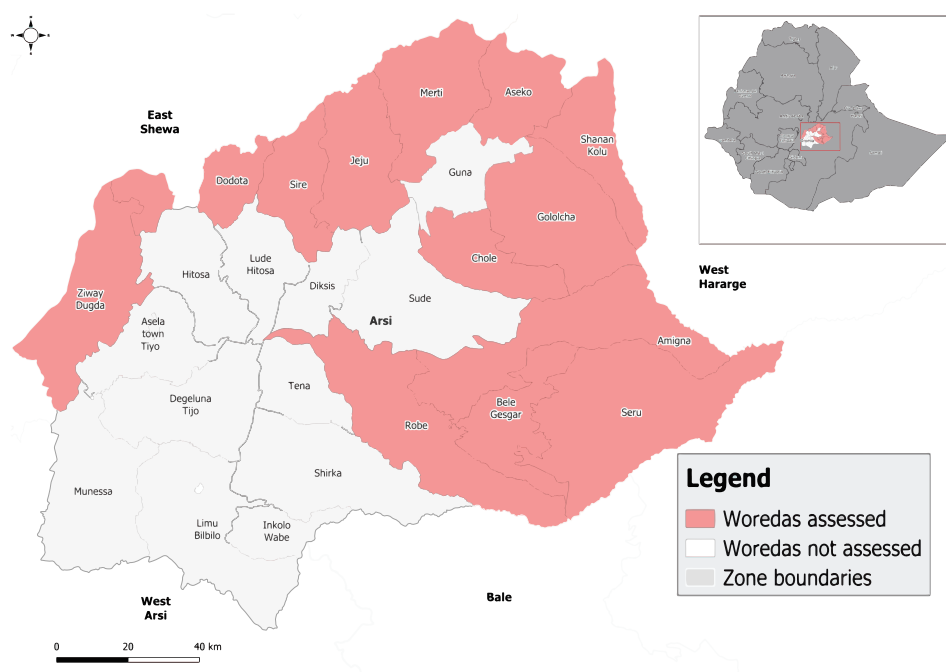 Merti
Aseko
East
Shewa
Shanan
Kolu
Jeju
Guna
Dodota
Sire
Gololcha
Chole
Lude
Hitosa
Hitosa
Diksis
Sude
West
Hararge
Ziway
Dugda
Arsi
Asela
town
Tiyo
Amigna
Tena
Degeluna
Tijo
Bele
Gesgar
Seru
Robe
Shirka
Munessa
Limu
Bilbilo
Inkolo
Wabe
West
Arsi
Bale
Legend
Woredas assessed
Woredas not assessed
Zone boundaries
0 20 40 km